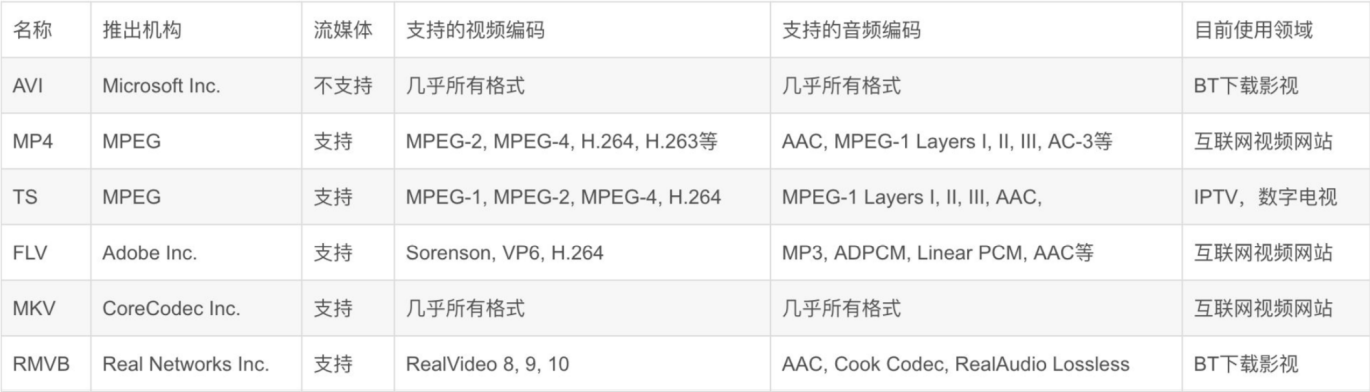 名称 推出机构 流媒体 支持的视频编码 支持的音频编码 目前使用领域
AVI Microsoft Inc. 不支持 几乎所有格式 几乎所有格式 BT下载影视
MP4 MPEG 支持 MPEG-2, MPEG-4, H.264, H.263等 AAC, MPEG-1 Layers I, II, III, AC-3等 互联网视频网站
TS MPEG 支持 MPEG-1, MPEG-2, MPEG-4, H.264 MPEG-1 Layers I, II, III, AAC, IPTV，数字电视
FLV Adobe Inc. 支持 Sorenson, VP6, H.264 MP3, ADPCM, Linear PCM, AAC等 互联网视频网站
MKV CoreCodec Inc. 支持 几乎所有格式 几乎所有格式 互联网视频网站
RMVB Real Networks Inc. 支持 RealVideo 8, 9, 10 AAC, Cook Codec, RealAudio Lossless BT下载影视